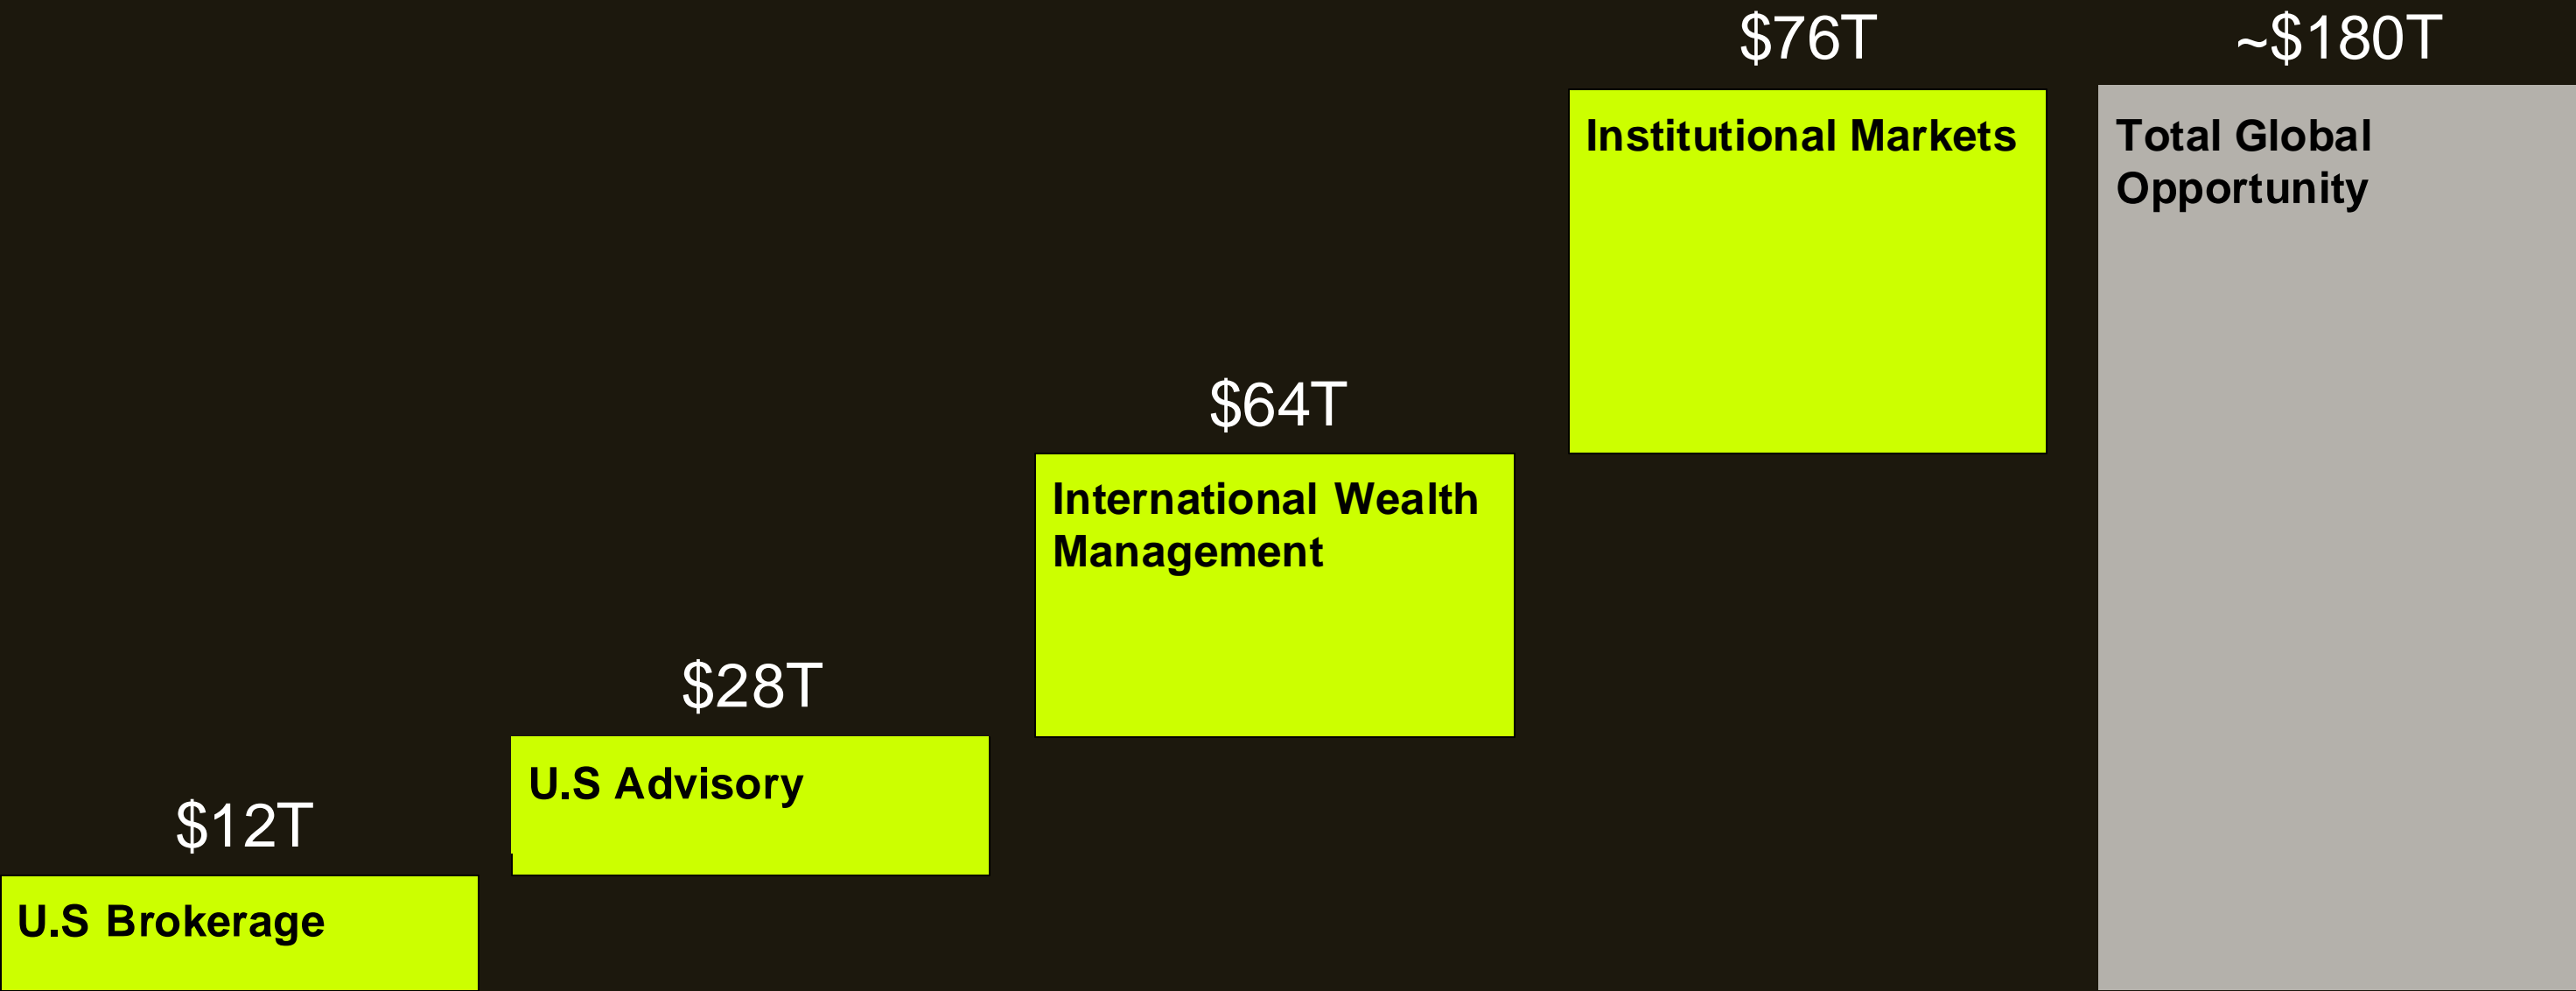 $12T
U.S Brokerage
$28T
U.S Advisory
$64T
International Wealth
Management
$76T
Institutional Markets
~$180T
Total Global
Opportunity